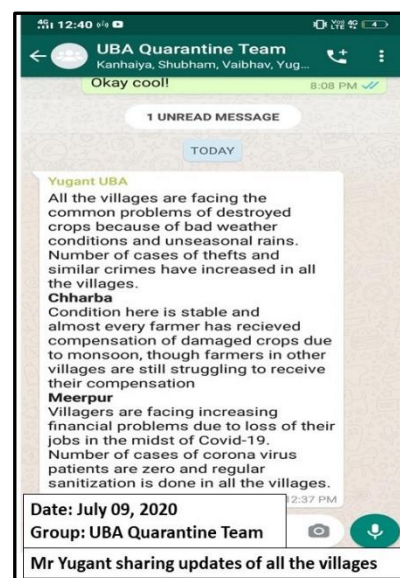 4G 12:40
UBA Quarantine Team
Kanhaiya, Shubham, Vaibhav, Yug...
Okay cool!
8:08 PM
1 UNREAD MESSAGE
TODAY
Yugant UBA
All the villages are facing the
common problems of destroyed
crops because of bad weather
conditions and unseasonal rains.
Number of cases of thefts and
similar crimes have increased in all
the villages.
Chharba
Condition here is stable and
almost every farmer has recieved
compensation of damaged crops due
to monsoon, though farmers in other
villages are still struggling to receive
their compensation
Meerpur
Villagers are facing increasing
financial problems due to loss of their
jobs in the midst of Covid-19.
Number of cases of corona virus
patients are zero and regular
sanitization is done in all the villages.
12:37 PM
Date: July 09, 2020
Group: UBA Quarantine Team
Mr Yugant sharing updates of all the villages